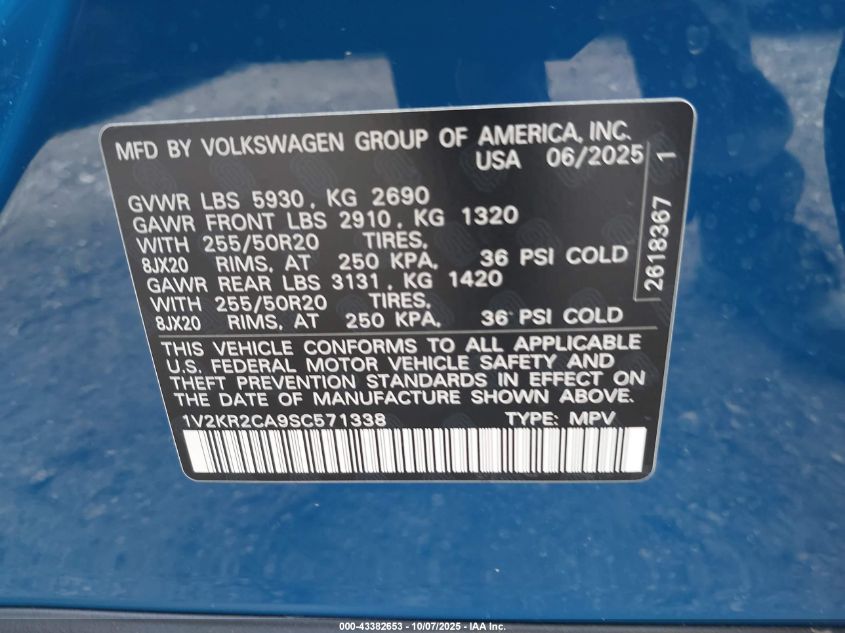 MFD BY VOLKSWAGEN GROUP OF AMERICA, INC.
USA 06/2025
GVWR LBS 5930, KG 2690
GAWR FRONT LBS 2910, KG 1320
WITH 255/50R20 TIRES,
8JX20 RIMS, AT 250 KPA, 36 PSI COLD
GAWR REAR LBS 3131, KG 1420
WITH 255/50R20 TIRES,
8JX20 RIMS, AT 250 KPA, 36 PSI COLD
2618367 1
THIS VEHICLE CONFORMS TO ALL APPLICABLE
U.S. FEDERAL MOTOR VEHICLE SAFETY AND
THEFT PREVENTION STANDARDS IN EFFECT ON
THE DATE OF MANUFACTURE SHOWN ABOVE.
1V2KR2CA9SC571338 TYPE: MPV
000-43382653 - 10/07/2025 - IAA Inc.